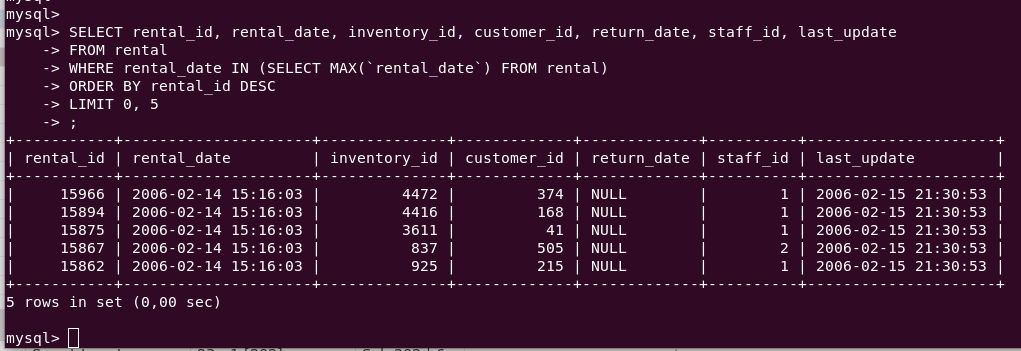 mysql>
mysql> SELECT rental_id, rental_date, inventory_id, customer_id, return_date, staff_id, last_update
    -> FROM rental
    -> WHERE rental_date IN (SELECT MAX(`rental_date`) FROM rental)
    -> ORDER BY rental_id DESC
    -> LIMIT 0, 5
    -> ;
+-----------+---------------------+--------------+-------------+-------------+----------+---------------------+
| rental_id | rental_date         | inventory_id | customer_id | return_date | staff_id | last_update         |
+-----------+---------------------+--------------+-------------+-------------+----------+---------------------+
|     15966 | 2006-02-14 15:16:03 |         4472 |         374 | NULL        |        1 | 2006-02-15 21:30:53 |
|     15894 | 2006-02-14 15:16:03 |         4416 |         168 | NULL        |        1 | 2006-02-15 21:30:53 |
|     15875 | 2006-02-14 15:16:03 |         3611 |          41 | NULL        |        1 | 2006-02-15 21:30:53 |
|     15867 | 2006-02-14 15:16:03 |          837 |         505 | NULL        |        2 | 2006-02-15 21:30:53 |
|     15862 | 2006-02-14 15:16:03 |          925 |         215 | NULL        |        1 | 2006-02-15 21:30:53 |
+-----------+---------------------+--------------+-------------+-------------+----------+---------------------+
5 rows in set (0,00 sec)
mysql>